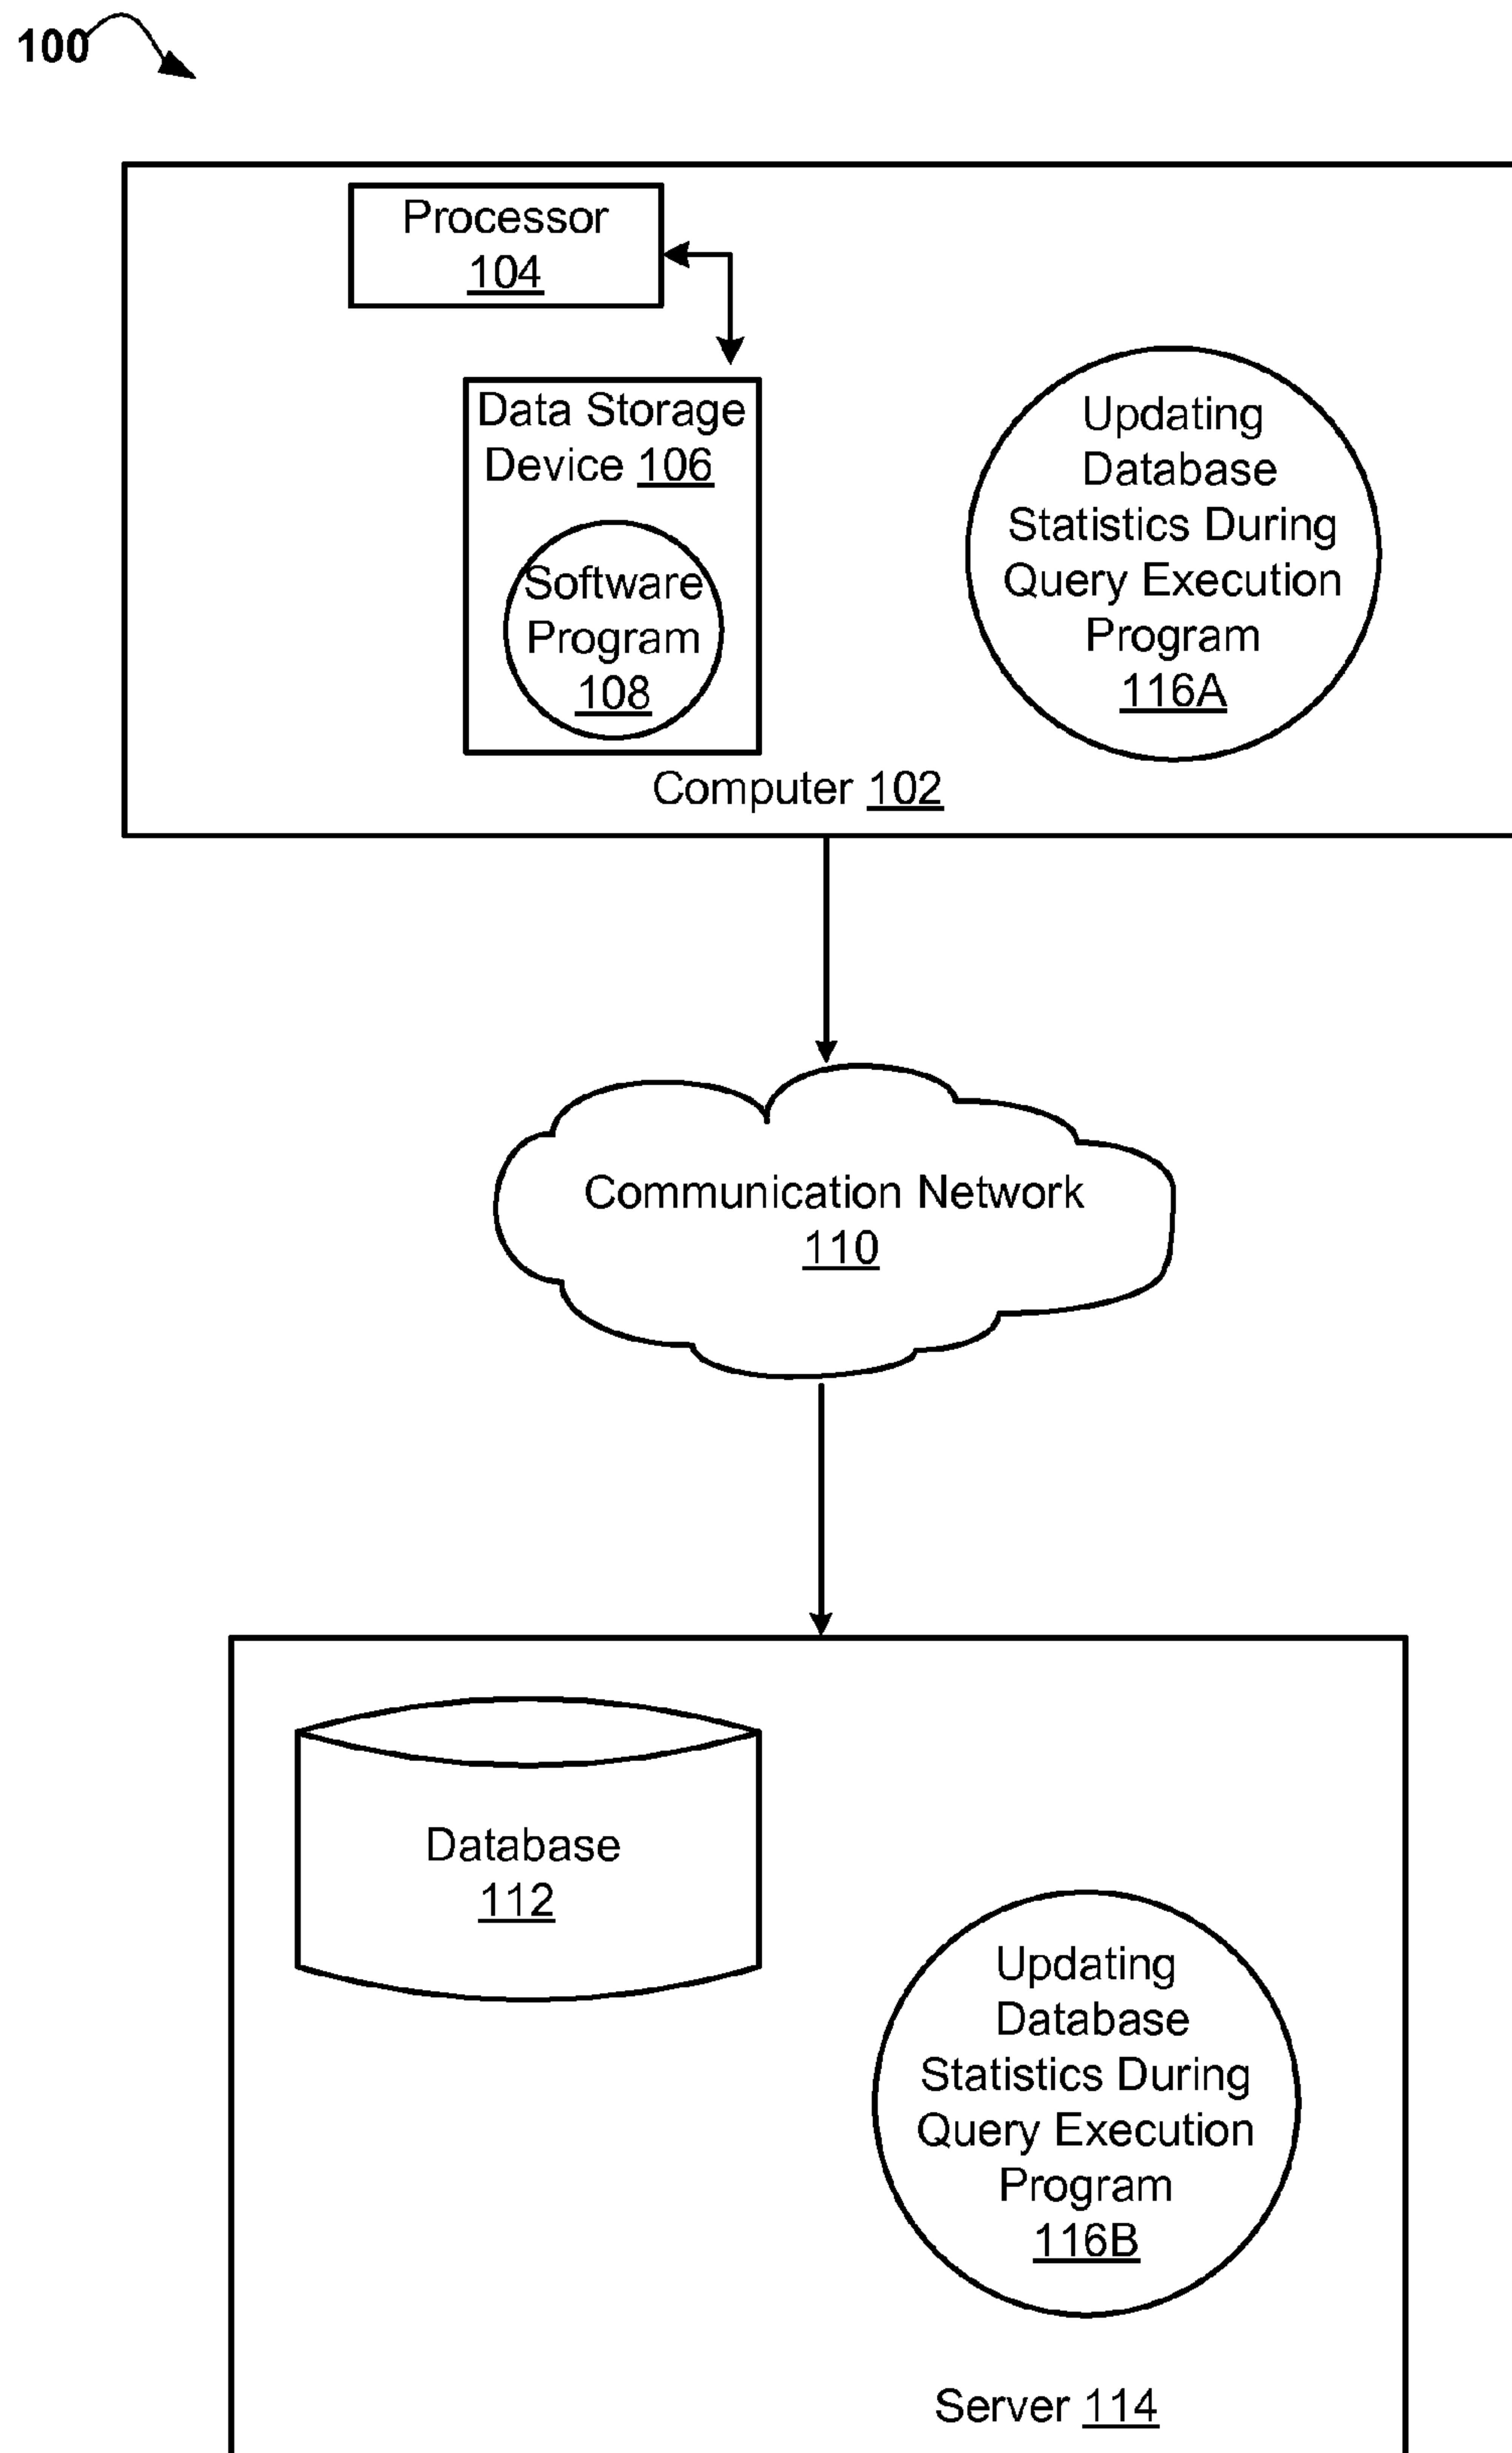 100
Processor
104
Data Storage
Device 106
Software
Program
108
Updating
Database
Statistics During
Query Execution
Program
116A
Computer 102
Communication Network
110
Database
112
Updating
Database
Statistics During
Query Execution
Program
116B
Server 114